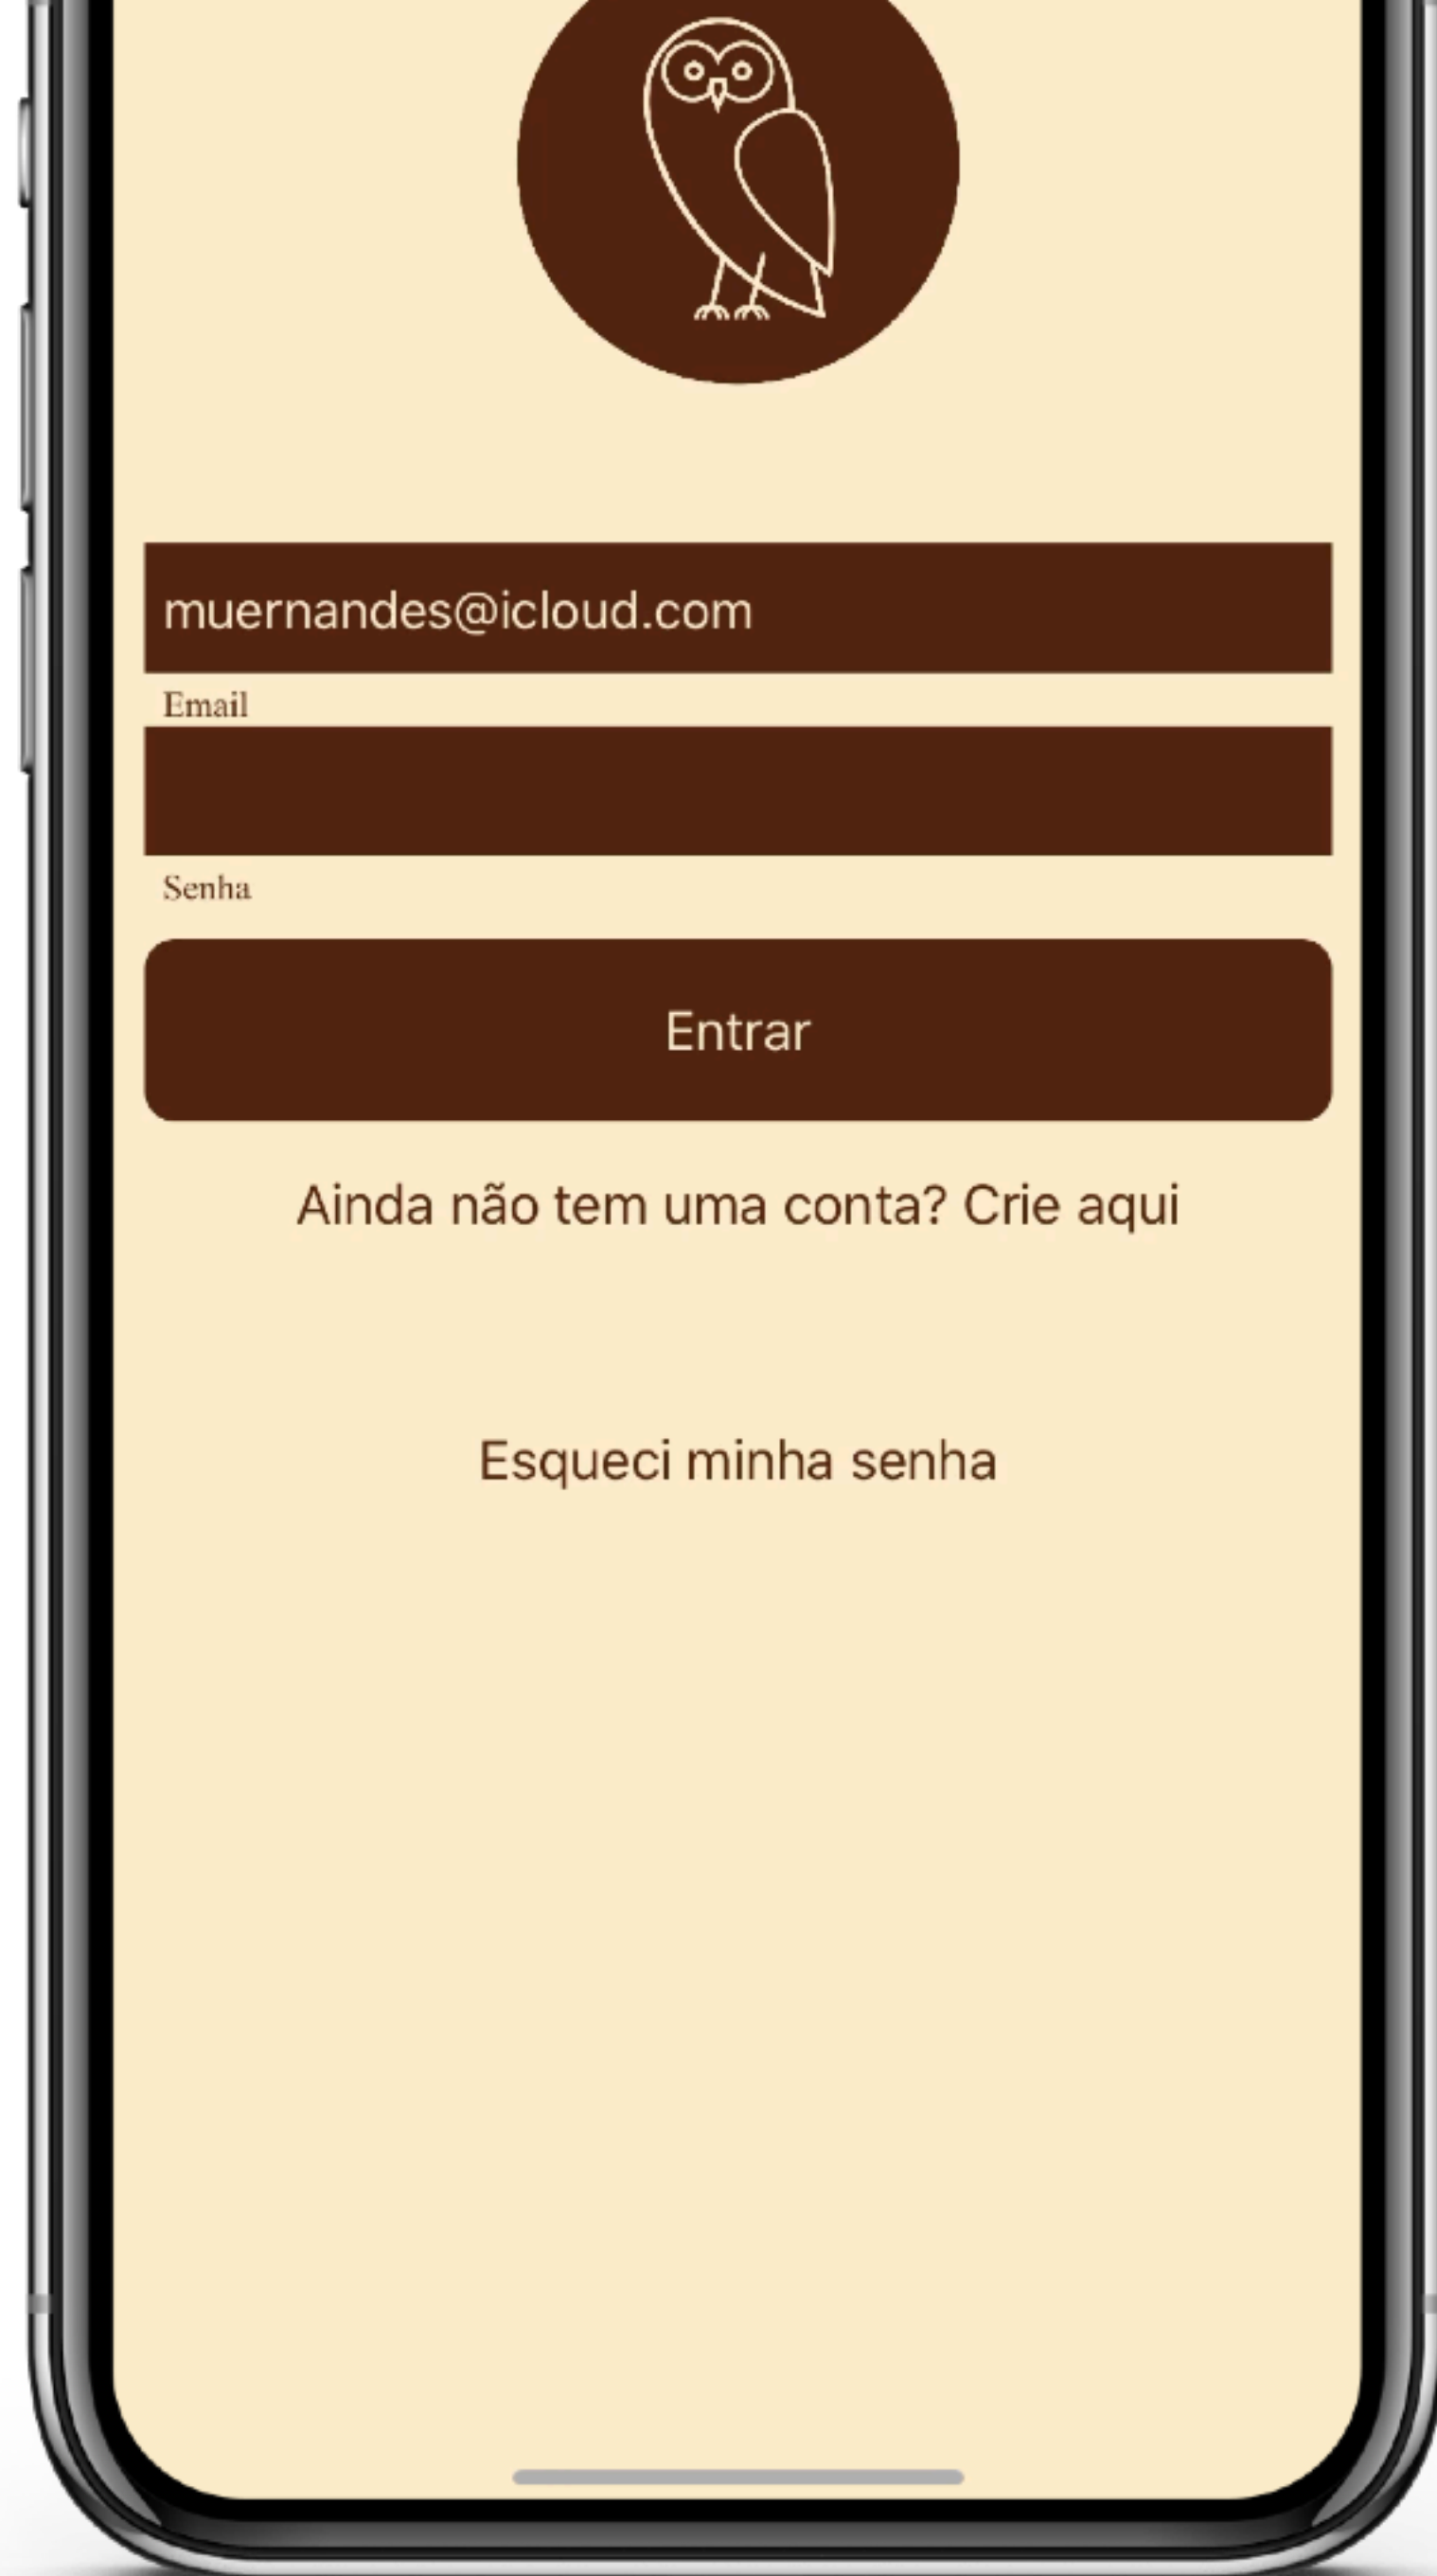 muernandes@icloud.com
Email
Senha
Entrar
Ainda não tem uma conta? Crie aqui
Esqueci minha senha